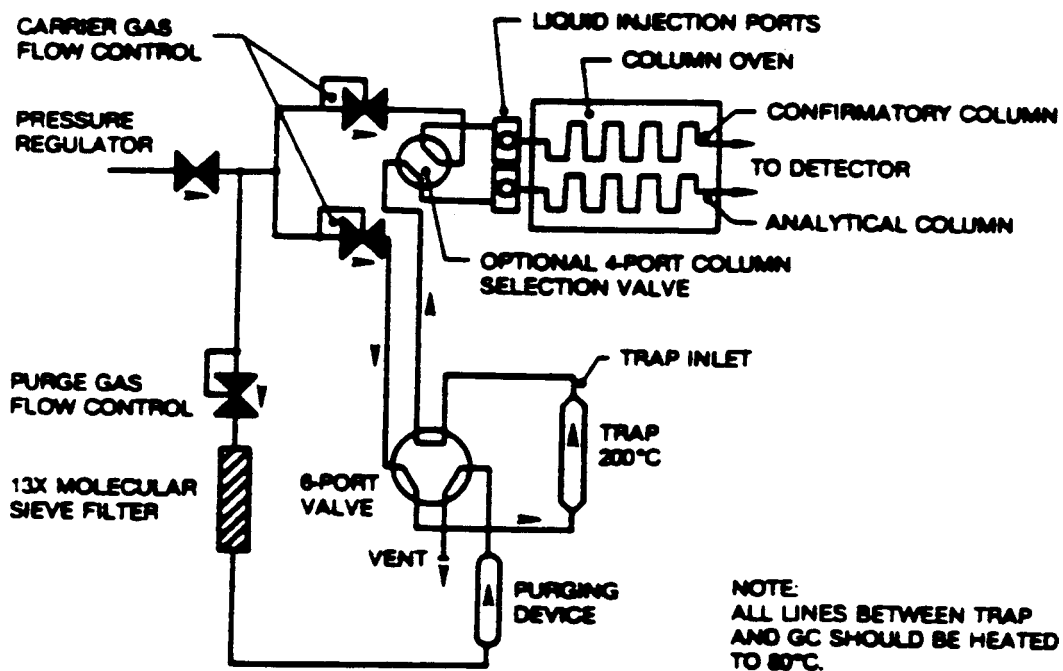 CARRIER GAS
FLOW CONTROL
LIQUID INJECTION PORTS
COLUMN OVEN
CONFIRMATORY COLUMN
PRESSURE
REGULATOR
TO DETECTOR
ANALYTICAL COLUMN
OPTIONAL 4-PORT COLUMN
SELECTION VALVE
TRAP INLET
PURGE GAS
FLOW CONTROL
TRAP
200°C
13X MOLECULAR
SIEVE FILTER
6-PORT
VALVE
VENT
PURGING
DEVICE
NOTE:
ALL LINES BETWEEN TRAP
AND GC SHOULD BE HEATED
TO 80°C.